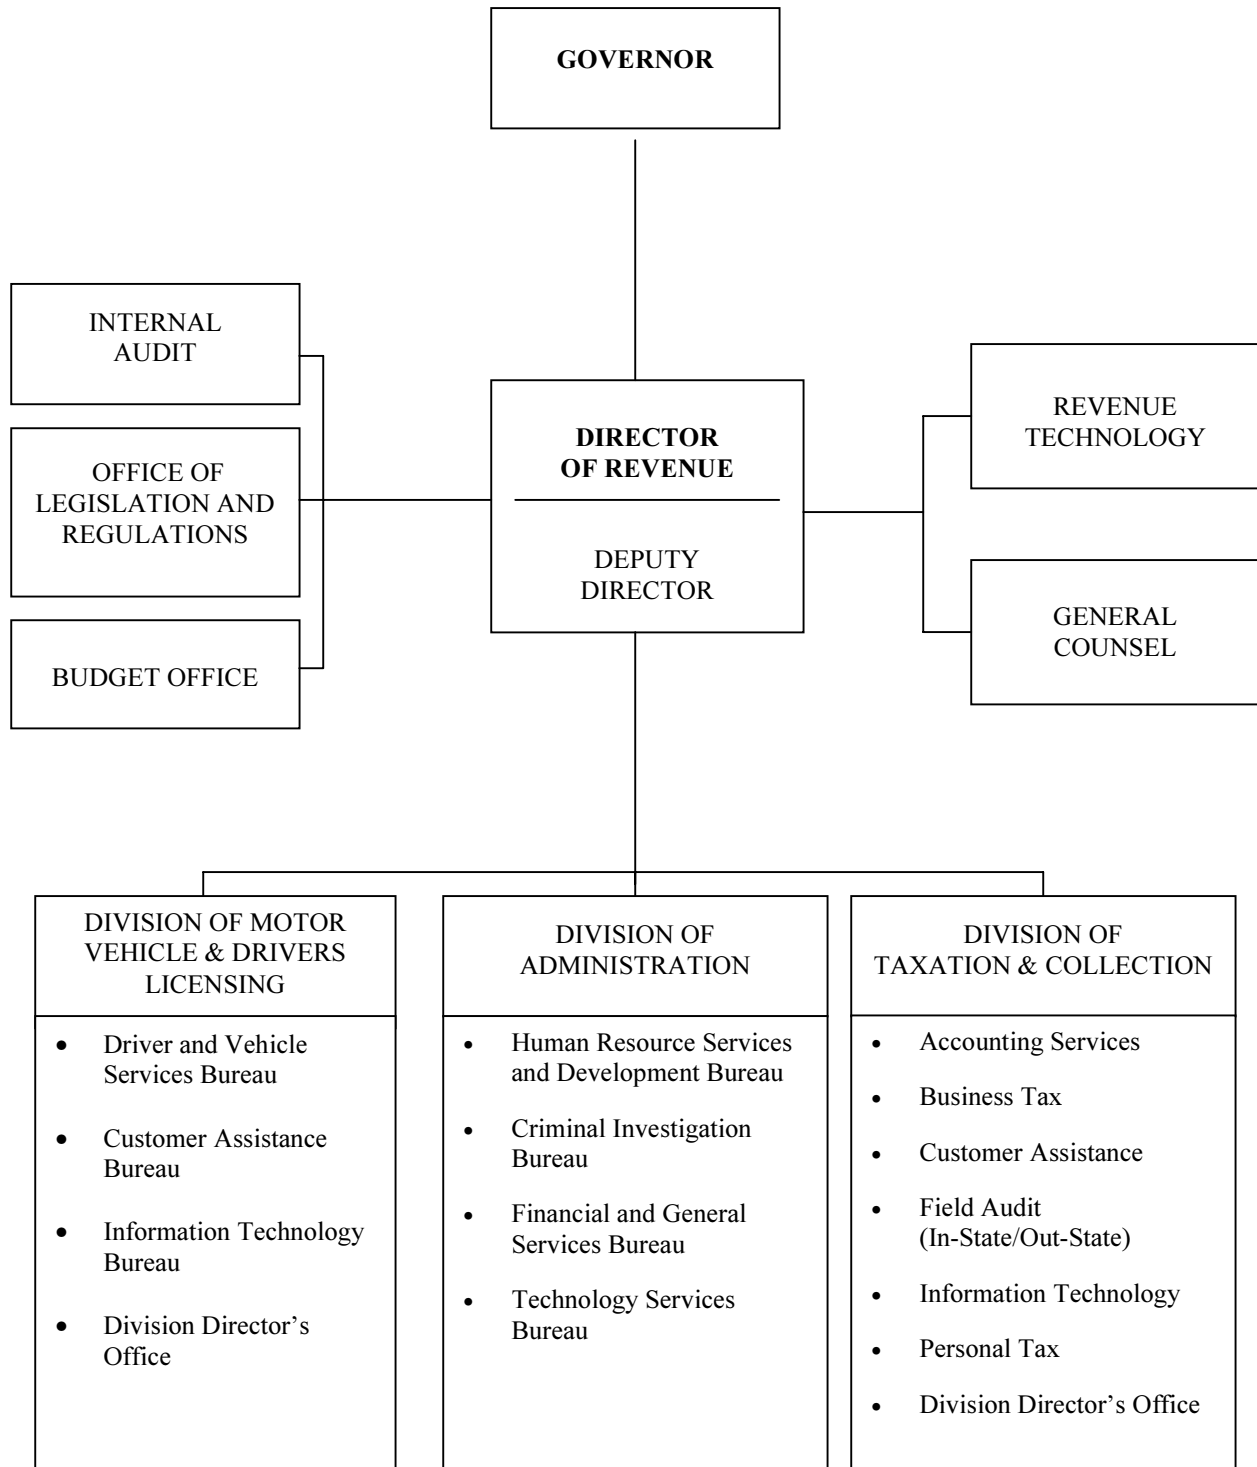 GOVERNOR
INTERNAL
AUDIT
OFFICE OF
LEGISLATION AND
REGULATIONS
BUDGET OFFICE
DIRECTOR
OF REVENUE
DEPUTY
DIRECTOR
REVENUE
TECHNOLOGY
GENERAL
COUNSEL
DIVISION OF MOTOR
VEHICLE & DRIVERS
LICENSING
• Driver and Vehicle
Services Bureau
• Customer Assistance
Bureau
• Information Technology
Bureau
• Division Director’s
Office
DIVISION OF
ADMINISTRATION
• Human Resource Services
and Development Bureau
• Criminal Investigation
Bureau
• Financial and General
Services Bureau
• Technology Services
Bureau
DIVISION OF
TAXATION & COLLECTION
• Accounting Services
• Business Tax
• Customer Assistance
• Field Audit
(In-State/Out-State)
• Information Technology
• Personal Tax
• Division Director’s Office